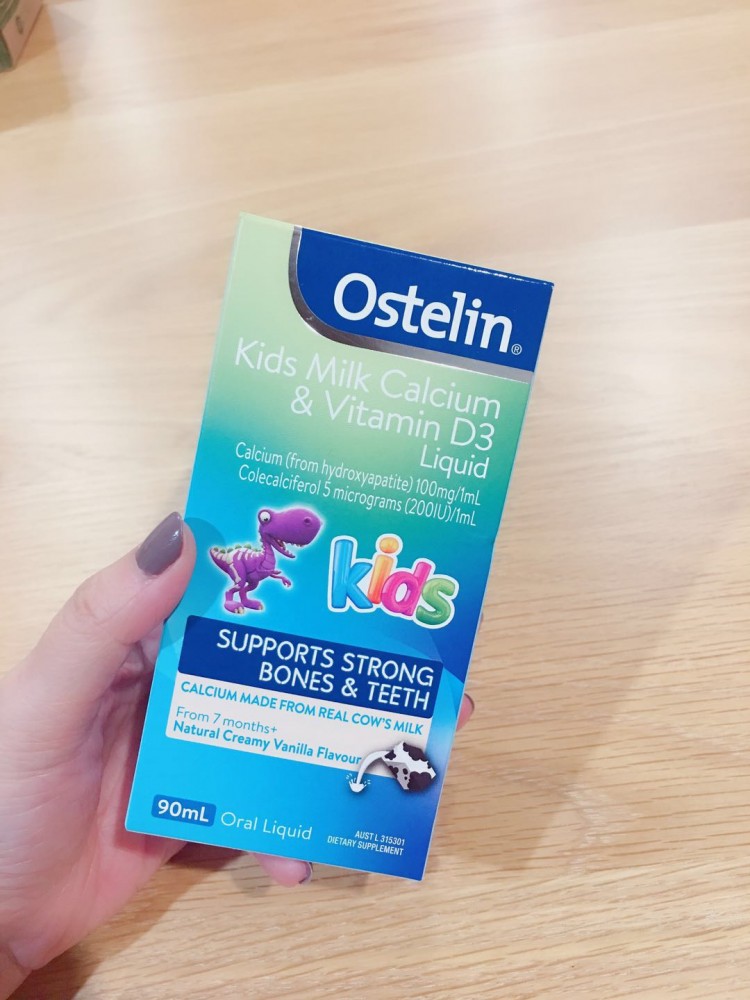 Ostelin®
Kids Milk Calcium
& Vitamin D3
Liquid
Calcium (from hydroxyapatite) 100mg/1mL
Colecalciferol 5 micrograms (200IU)/1mL
kids
SUPPORTS STRONG
BONES & TEETH
CALCIUM MADE FROM REAL COW'S MILK
From 7 months+
Natural Creamy Vanilla Flavour
90mL Oral Liquid
AUST L 315301
DIETARY SUPPLEMENT